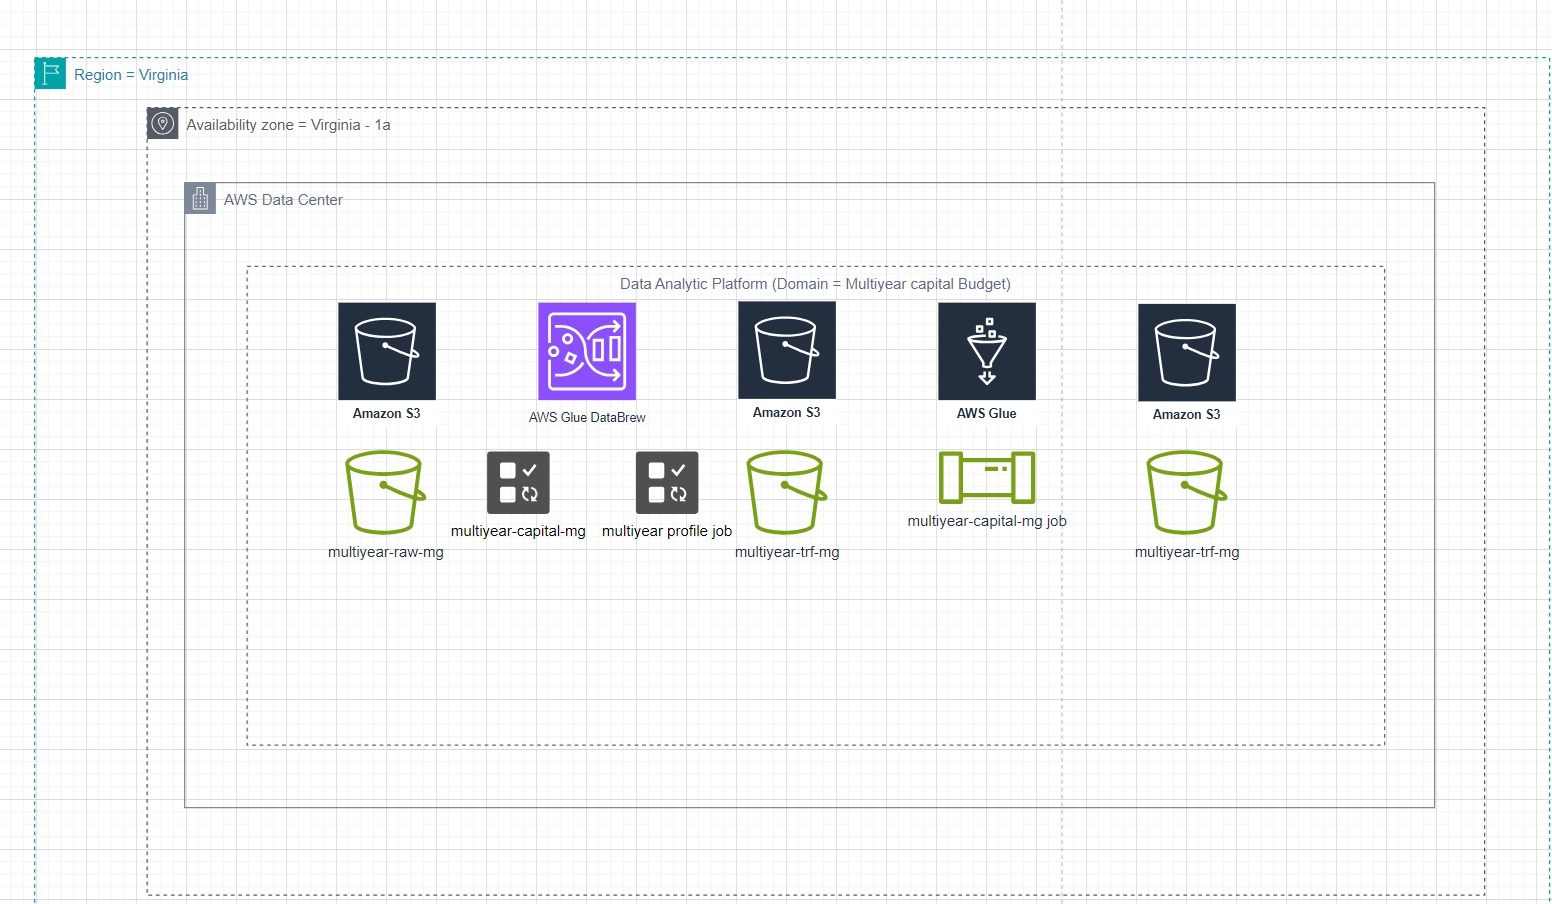 Region = Virginia
Availability zone = Virginia - 1a
AWS Data Center
Data Analytic Platform (Domain = Multiyear capital Budget)
Amazon S3
AWS Glue DataBrew
Amazon S3
AWS Glue
Amazon S3
multiyear-raw-mg
multiyear-capital-mg
multiyear profile job
multiyear-trf-mg
multiyear-capital-mg job
multiyear-trf-mg